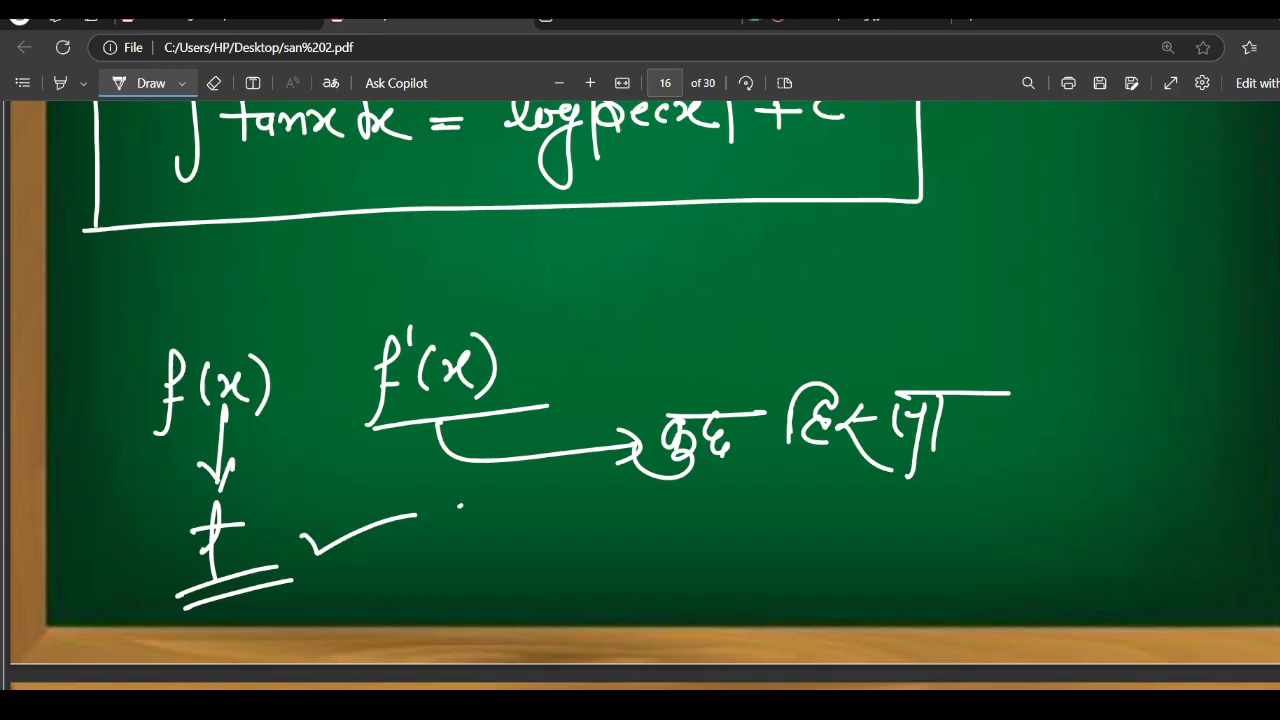 File C:/Users/HP/Desktop/san%202.pdf
Draw Ask Copilot 16 of 30 Edit with
∫ tanx dx = log|secx| + c
f(x) f'(x)
कुछ हिस्सा
t ✓